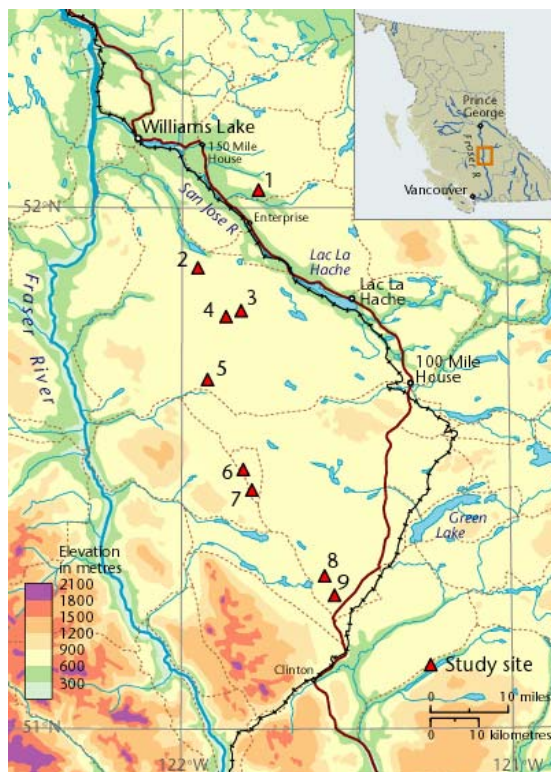 Prince
George
Fraser R.
Vancouver
Williams Lake
150 Mile
House
1
52°N
52°N
San Jose R.
Enterprise
Lac La
Hache
2
Lac La
Hache
3
4
Fraser River
5
100 Mile
House
6
7
Green
Lake
8
9
Elevation
in metres
2100
1800
1500
1200
900
600
300
Clinton
Study site
0 10 miles
0 10
kilometres
51°N
51°N
122°W
121°W